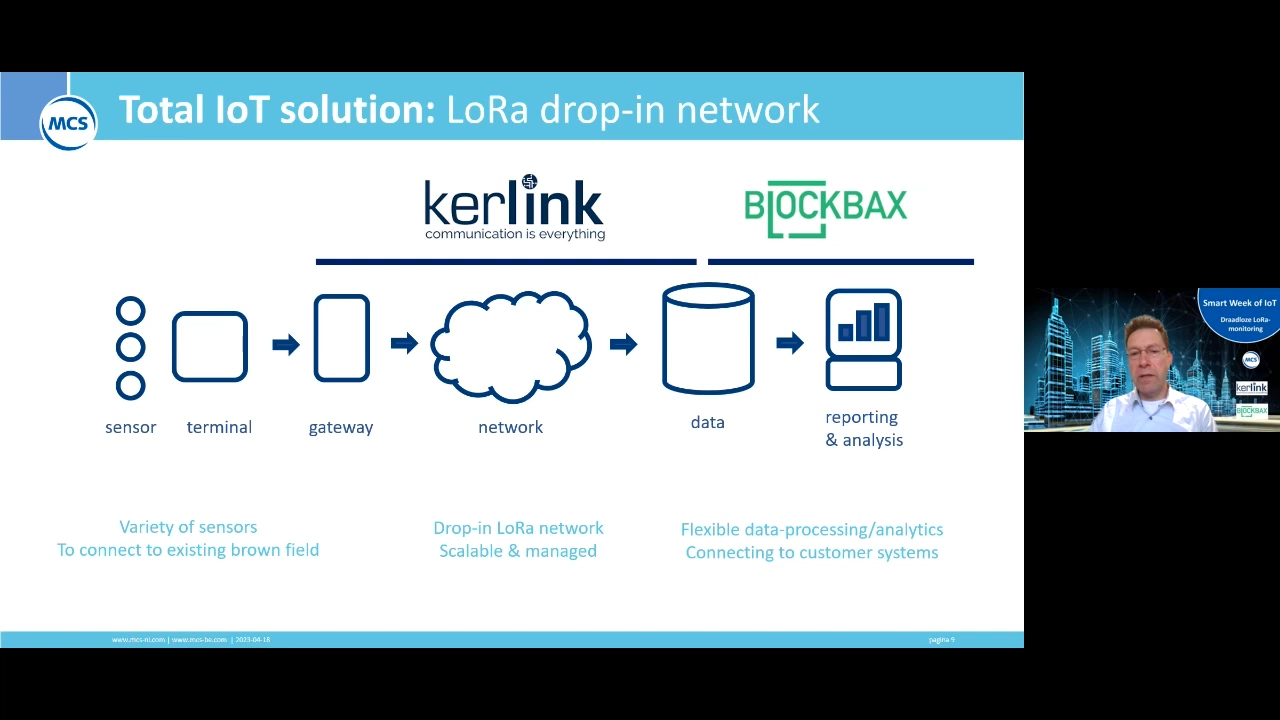 Total IoT solution: LoRa drop-in network
MCS
kerlink
communication is everything
BLOCKBAX
sensor
terminal
gateway
network
data
reporting
& analysis
Variety of sensors
To connect to existing brown field
Drop-in LoRa network
Scalable & managed
Flexible data-processing/analytics
Connecting to customer systems
www.mcs-nl.com | www.mcs-be.com | 2023-04-18
pagina 9
Smart Week of IoT
Draadloze LoRa-
monitoring
MCS
kerlink
BLOCKBAX